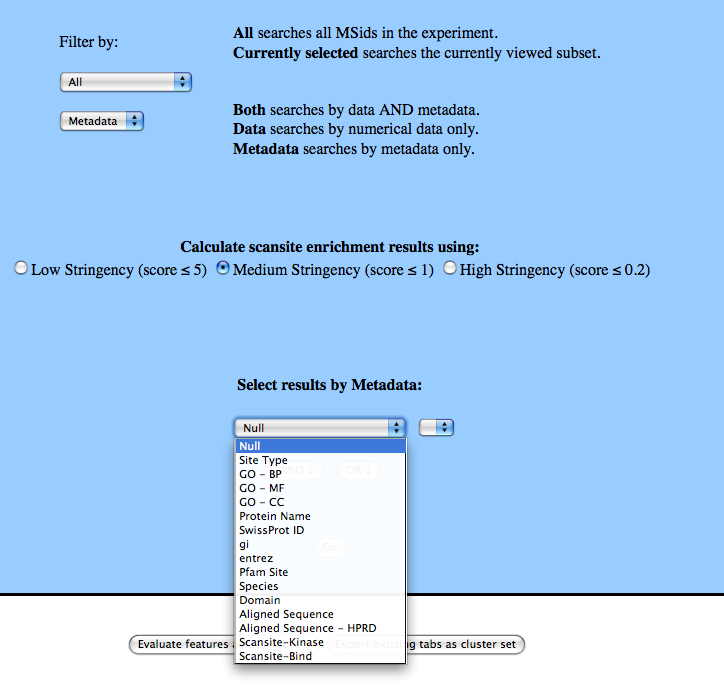 Filter by:
All searches all MSids in the experiment.
Currently selected searches the currently viewed subset.
All
Metadata
Both searches by data AND metadata.
Data searches by numerical data only.
Metadata searches by metadata only.
Calculate scansite enrichment results using:
Low Stringency (score ≤ 5) Medium Stringency (score ≤ 1) High Stringency (score ≤ 0.2)
Select results by Metadata:
Null
Null
Site Type
GO - BP
AND ↓ OR ↓
GO - MF
GO - CC
Protein Name
SwissProt ID
gi
Go
entrez
Pfam Site
Species
Domain
Aligned Sequence
Aligned Sequence - HPRD
Scansite-Kinase
Evaluate features Export existing tabs as cluster set
Scansite-Bind